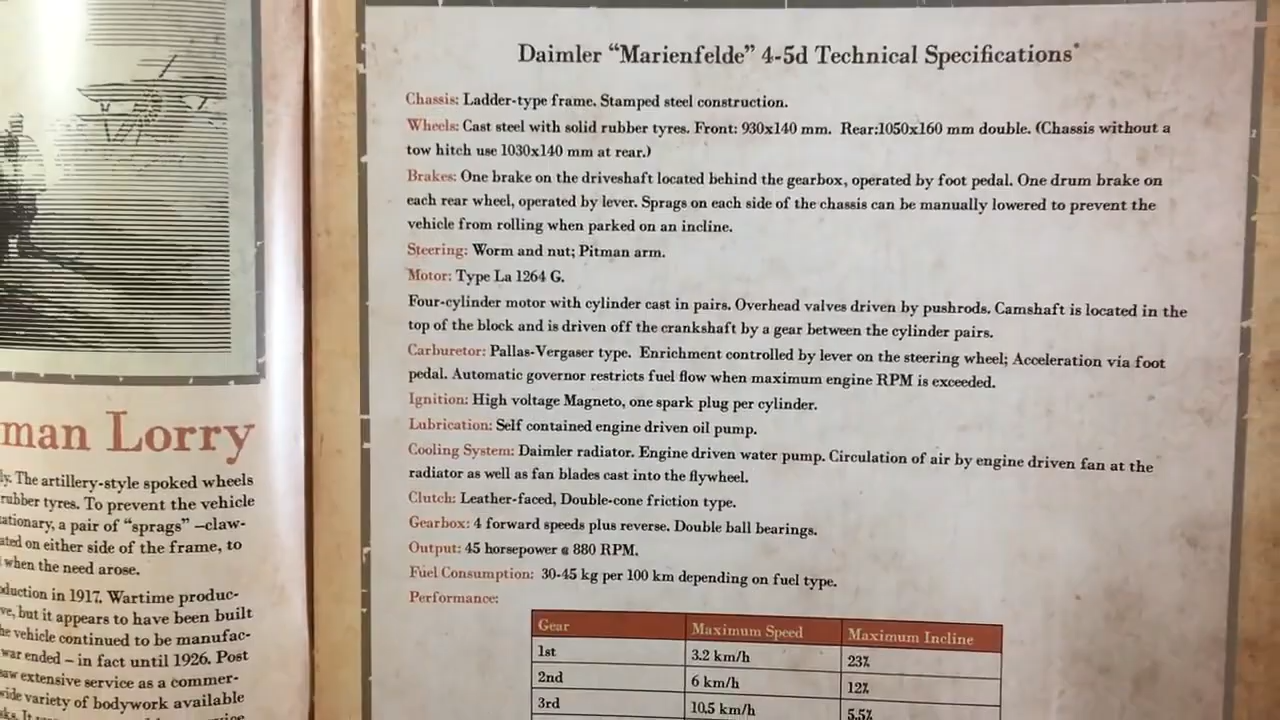 man Lorry
ly. The artillery-style spoked wheels
rubber tyres. To prevent the vehicle
ationary, a pair of “sprags” –claw-
ated on either side of the frame, to
when the need arose.
oduction in 1917. Wartime produc-
ve, but it appears to have been built
he vehicle continued to be manufac-
war ended – in fact until 1926. Post
saw extensive service as a commer-
wide variety of bodywork available
Daimler “Marienfelde” 4-5d Technical Specifications*
Chassis: Ladder-type frame. Stamped steel construction.
Wheels: Cast steel with solid rubber tyres. Front: 930x140 mm. Rear:1050x160 mm double. (Chassis without a
tow hitch use 1030x140 mm at rear.)
Brakes: One brake on the driveshaft located behind the gearbox, operated by foot pedal. One drum brake on
each rear wheel, operated by lever. Sprags on each side of the chassis can be manually lowered to prevent the
vehicle from rolling when parked on an incline.
Steering: Worm and nut; Pitman arm.
Motor: Type La 1264 G.
Four-cylinder motor with cylinder cast in pairs. Overhead valves driven by pushrods. Camshaft is located in the
top of the block and is driven off the crankshaft by a gear between the cylinder pairs.
Carburetor: Pallas-Vergaser type. Enrichment controlled by lever on the steering wheel; Acceleration via foot
pedal. Automatic governor restricts fuel flow when maximum engine RPM is exceeded.
Ignition: High voltage Magneto, one spark plug per cylinder.
Lubrication: Self contained engine driven oil pump.
Cooling System: Daimler radiator. Engine driven water pump. Circulation of air by engine driven fan at the
radiator as well as fan blades cast into the flywheel.
Clutch: Leather-faced, Double-cone friction type.
Gearbox: 4 forward speeds plus reverse. Double ball bearings.
Output: 45 horsepower @ 880 RPM.
Fuel Consumption: 30-45 kg per 100 km depending on fuel type.
Performance:
Gear Maximum Speed Maximum Incline
1st 3.2 km/h 23%
2nd 6 km/h 12%
3rd 10.5 km/h 5.5%